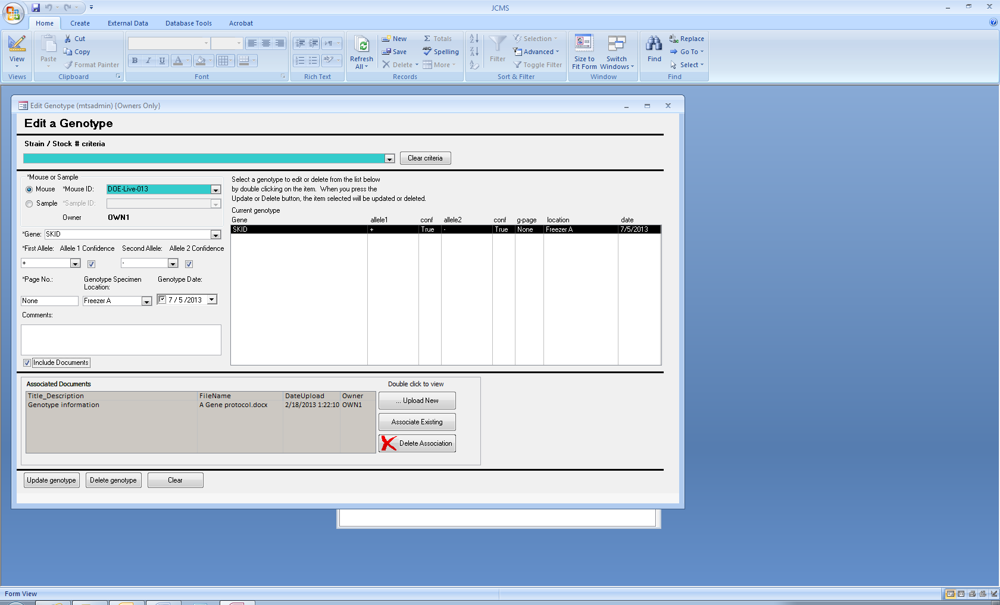 JCMS
Home Create External Data Database Tools Acrobat
View
Views
Paste
Cut
Copy
Format Painter
Clipboard
B I U A
Font
Rich Text
Refresh All
New
Save
Delete
Totals
Spelling
More
Records
Filter
Selection
Advanced
Toggle Filter
Sort & Filter
Size to Fit Form
Switch Windows
Window
Find
Replace
Go To
Select
Find
Edit Genotype (mtsadmin) {Owners Only}
Edit a Genotype
Strain / Stock # criteria
Clear criteria
*Mouse or Sample
Mouse *Mouse ID: DOE-Live-013
Sample *Sample ID:
Owner OWN1
*Gene: SKID
*First Allele: Allele 1 Confidence Second Allele: Allele 2 Confidence
+ -
*Page No.: Genotype Specimen Location: Genotype Date:
None Freezer A 7 / 5 /2013
Comments:
Include Documents
Select a genotype to edit or delete from the list below
by double clicking on the item. When you press the
Update or Delete button, the item selected will be updated or deleted.
Current genotype
Gene allele1 conf allele2 conf g-page location date
SKID + True - True None Freezer A 7/5/2013
Associated Documents
Double click to view
Title_Description FileName DateUpload Owner
Genotype information A Gene protocol.docx 2/18/2013 1:22:10 OWN1
... Upload New
Associate Existing
Delete Association
Update genotype Delete genotype Clear
Form View